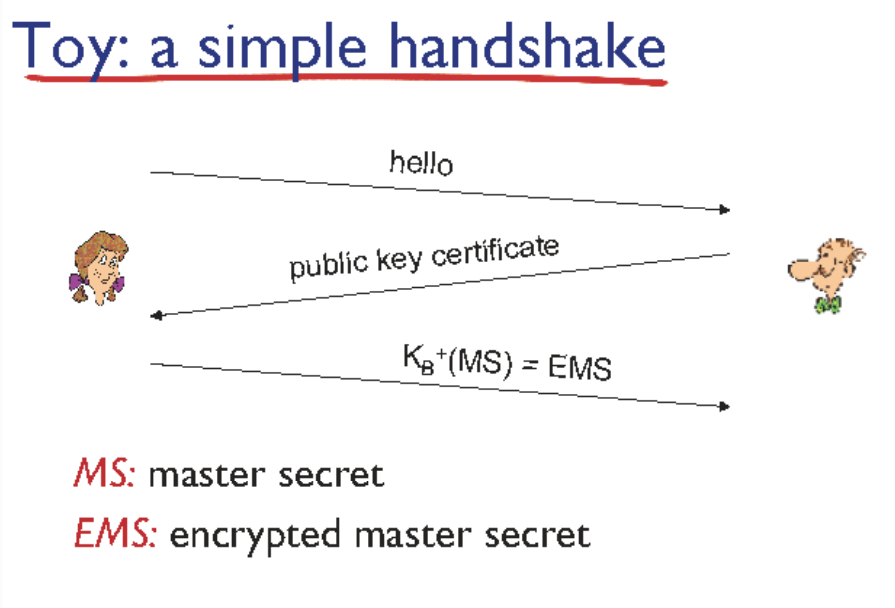 Toy: a simple handshake
hello
public key certificate
K_B^+(MS) = EMS
MS: master secret
EMS: encrypted master secret